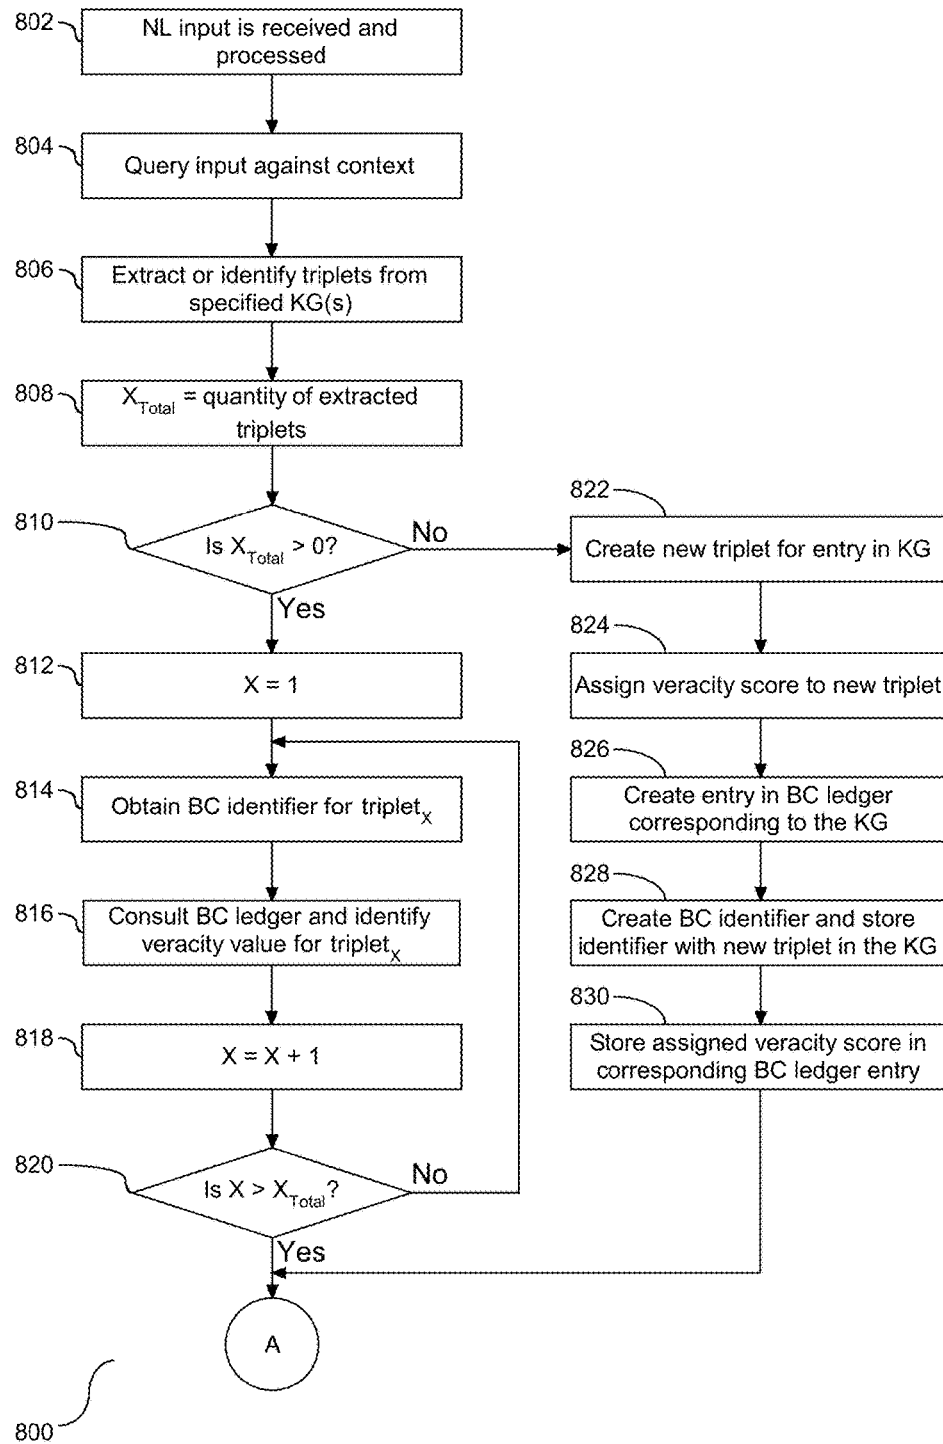 802
NL input is received and
processed
804
Query input against context
806
Extract or identify triplets from
specified KG(s)
808
X_Total = quantity of extracted
triplets
810
Is X_Total > 0?
No
Yes
812
X = 1
814
Obtain BC identifier for triplet_X
816
Consult BC ledger and identify
veracity value for triplet_X
818
X = X + 1
820
Is X > X_Total?
No
Yes
A
822
Create new triplet for entry in KG
824
Assign veracity score to new triplet
826
Create entry in BC ledger
corresponding to the KG
828
Create BC identifier and store
identifier with new triplet in the KG
830
Store assigned veracity score in
corresponding BC ledger entry
800